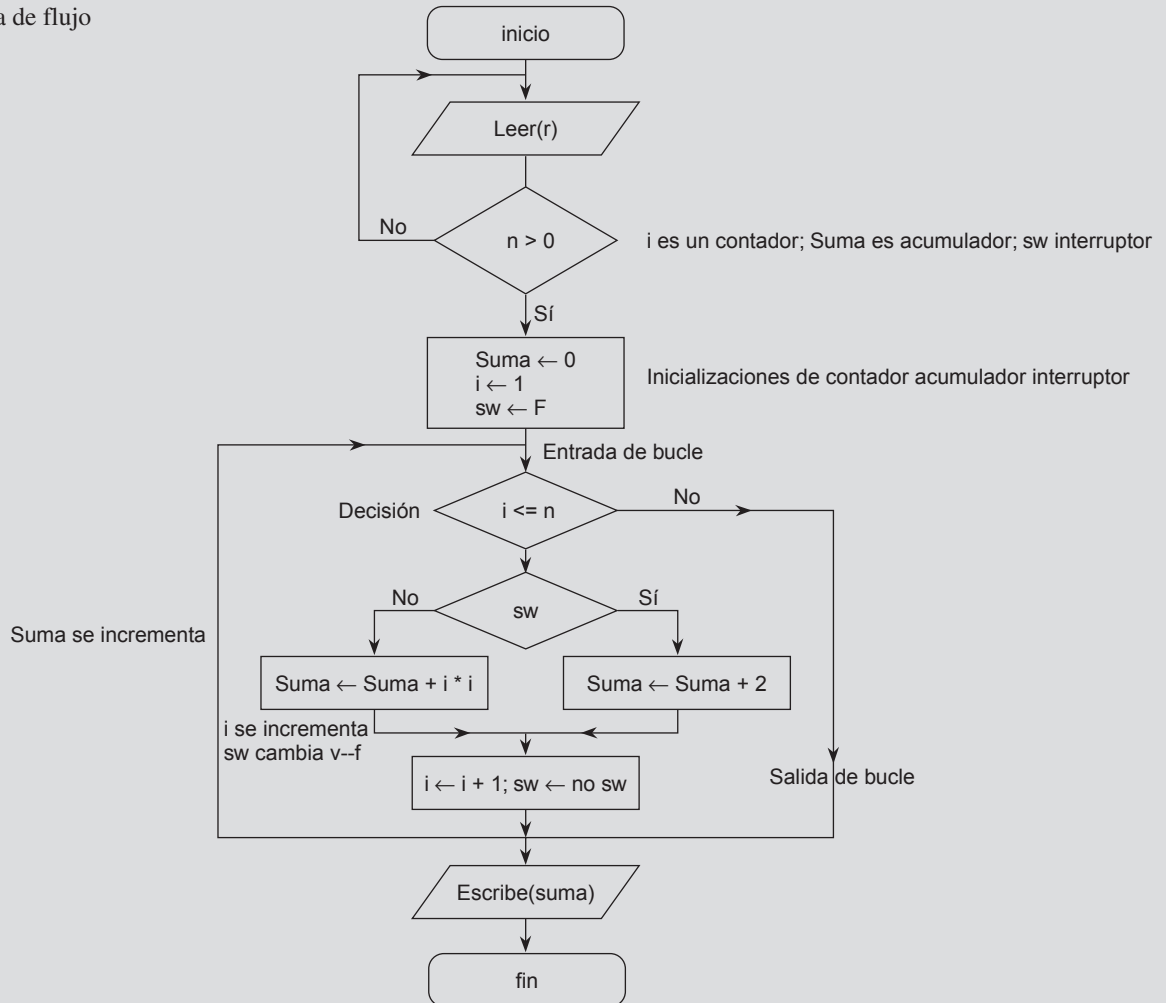 a de flujo
inicio
Leer(r)
No
n > 0
i es un contador; Suma es acumulador; sw interruptor
Sí
Suma ← 0
i ← 1
sw ← F
Inicializaciones de contador acumulador interruptor
Entrada de bucle
Decisión
i <= n
No
No
sw
Sí
Suma se incrementa
Suma ← Suma + i * i
Suma ← Suma + 2
i se incrementa
sw cambia v--f
i ← i + 1; sw ← no sw
Salida de bucle
Escribe(suma)
fin